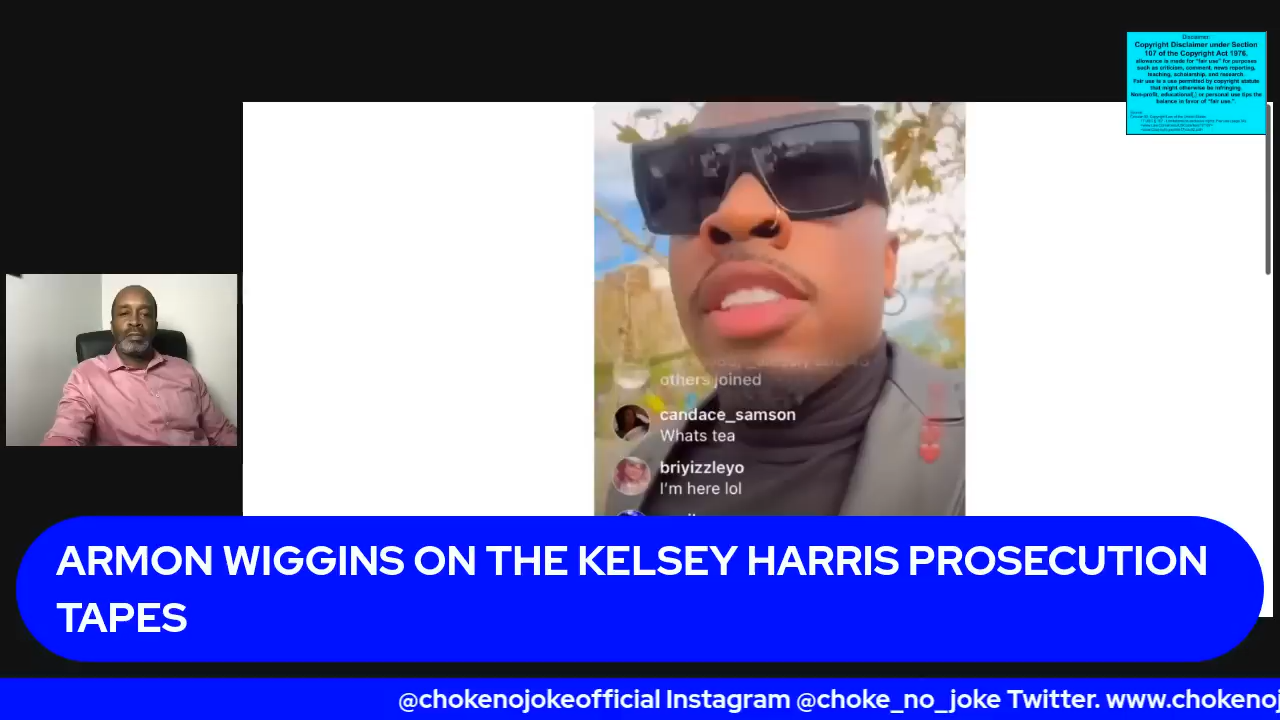 Disclaimer:
Copyright Disclaimer under Section
107 of the Copyright Act 1976,
allowance is made for "fair use" for purposes
such as criticism, comment, news reporting,
teaching, scholarship, and research.
Fair use is a use permitted by copyright statute
that might otherwise be infringing.
Non-profit, educational[,] or personal use tips the
balance in favor of "fair use".
others joined
candace_samson
Whats tea
briyizzleyo
I'm here lol
ARMON WIGGINS ON THE KELSEY HARRIS PROSECUTION
TAPES
@chokenojokeofficial Instagram @choke_no_joke Twitter. www.chokenoj